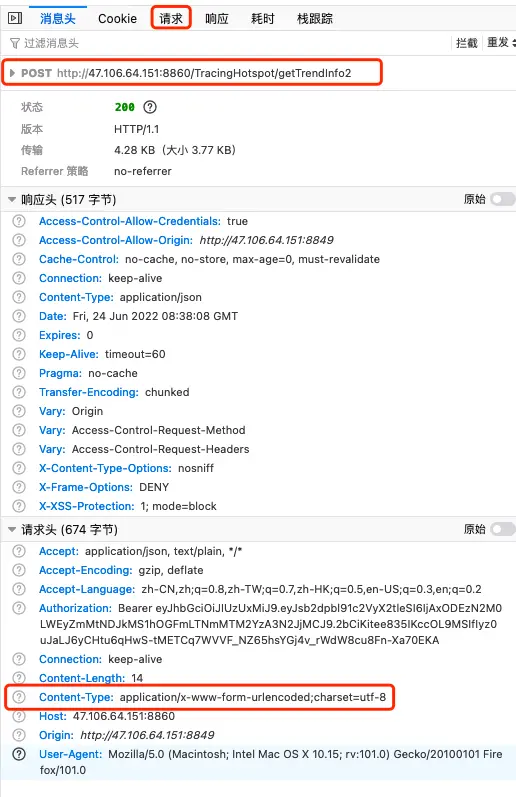 消息头 Cookie 请求 响应 耗时 栈跟踪
过滤消息头 拦截 重发
POST http://47.106.64.151:8860/TracingHotspot/getTrendInfo2
状态 200
版本 HTTP/1.1
传输 4.28 KB（大小 3.77 KB）
Referrer 策略 no-referrer
响应头 (517 字节) 原始
Access-Control-Allow-Credentials: true
Access-Control-Allow-Origin: http://47.106.64.151:8849
Cache-Control: no-cache, no-store, max-age=0, must-revalidate
Connection: keep-alive
Content-Type: application/json
Date: Fri, 24 Jun 2022 08:38:08 GMT
Expires: 0
Keep-Alive: timeout=60
Pragma: no-cache
Transfer-Encoding: chunked
Vary: Origin
Vary: Access-Control-Request-Method
Vary: Access-Control-Request-Headers
X-Content-Type-Options: nosniff
X-Frame-Options: DENY
X-XSS-Protection: 1; mode=block
请求头 (674 字节) 原始
Accept: application/json, text/plain, */*
Accept-Encoding: gzip, deflate
Accept-Language: zh-CN,zh;q=0.8,zh-TW;q=0.7,zh-HK;q=0.5,en-US;q=0.3,en;q=0.2
Authorization: Bearer eyJhbGciOiJIUzUxMiJ9.eyJsb2dpbl91c2VyX2tleSI6IjAxODEzN2M0
LWEyZmMtNDJkMS1hOGFmLTNmMTM2YzA3N2JjMCJ9.2bCiKitee835IKccOL9MSIfIyz0
uJaLJ6yCHtu6qHwS-tMETCq7WVVF_NZ65hsYGj4v_rWdW8cu8Fn-Xa70EKA
Connection: keep-alive
Content-Length: 14
Content-Type: application/x-www-form-urlencoded;charset=utf-8
Host: 47.106.64.151:8860
Origin: http://47.106.64.151:8849
User-Agent: Mozilla/5.0 (Macintosh; Intel Mac OS X 10.15; rv:101.0) Gecko/20100101 Fire
fox/101.0